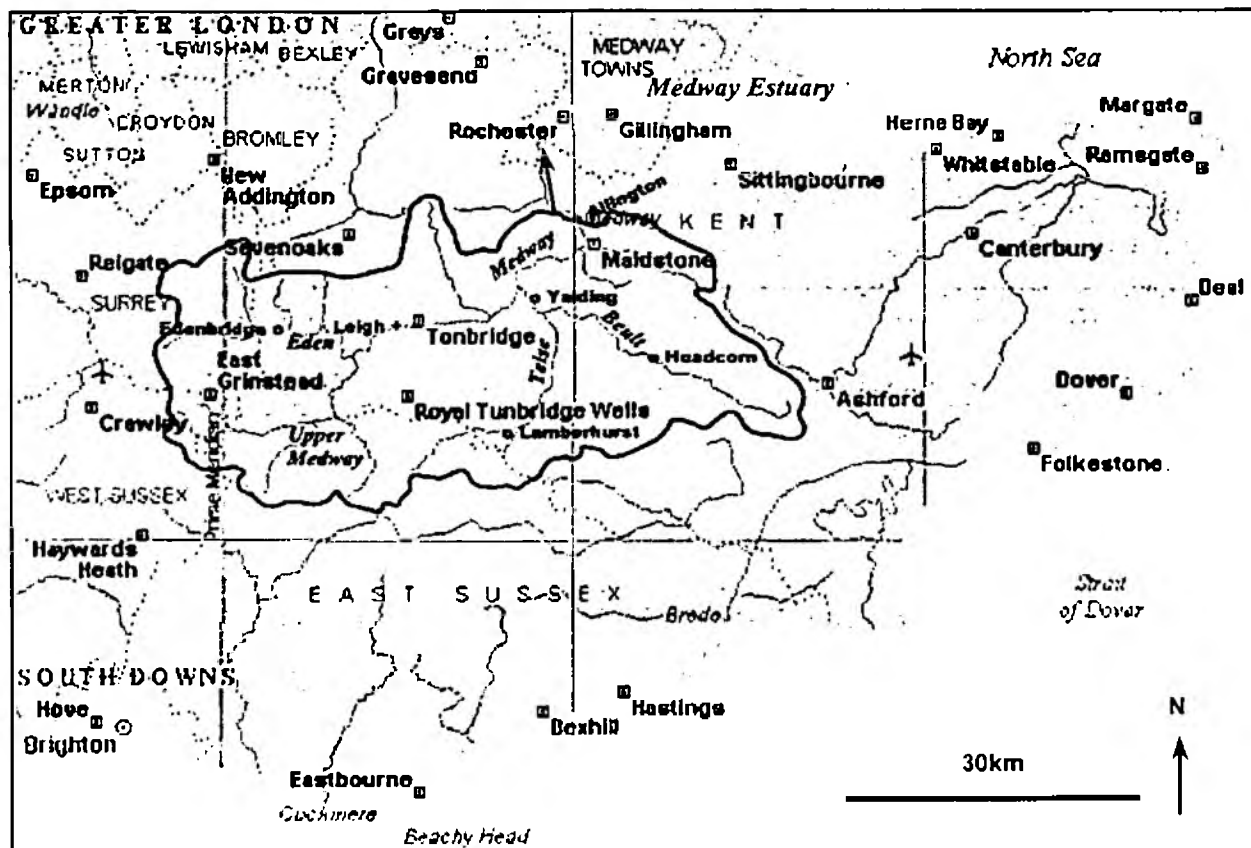 GREATER LONDON
LEWISHAM
BEXLEY
Grays
Gravesend
MEDWAY
TOWNS
North Sea
Medway Estuary
MERTON
Wandle
CROYDON
BROMLEY
SUTTON
Epsom
New
Addington
Rochester
Gillingham
Sittingbourne
Herne Bay
Whitstable
Margate
Ramsgate
Allington
KENT
Canterbury
Sevenoaks
Medway
Maidstone
Reigate
SURREY
Deal
Yalding
Edenbridge
Eden
Leigh
Tonbridge
Teise
Beult
Headcorn
East
Grinstead
Crawley
Royal Tunbridge Wells
Lamberhurst
Ashford
Dover
Folkestone
Upper
Medway
Prime Meridian
WEST SUSSEX
Haywards
Heath
EAST SUSSEX
Brede
Strait
of Dover
SOUTH DOWNS
Hove
Brighton
Bexhill
Hastings
Eastbourne
Cuckmere
Beachy Head
30km
N